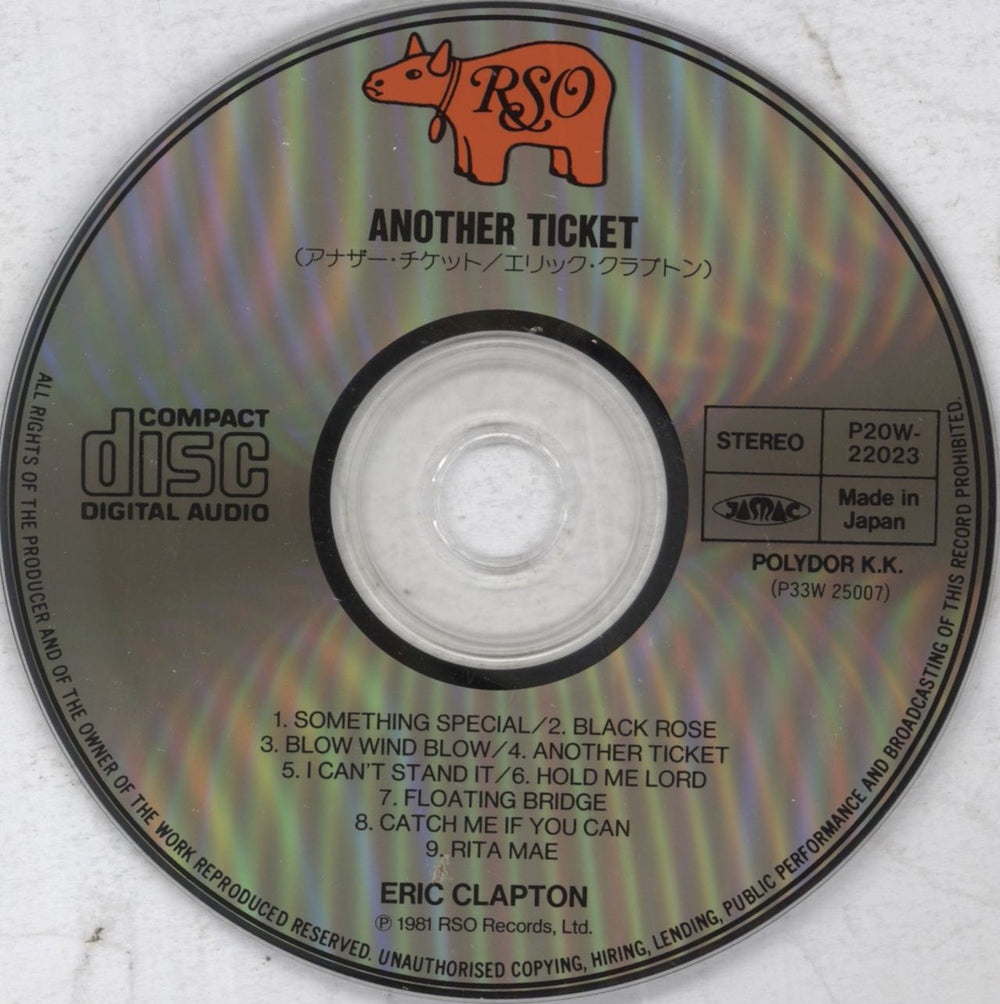 RSO
ANOTHER TICKET
(アナザー・チケット/エリック・クラプトン)
COMPACT
disc
DIGITAL AUDIO
STEREO
P20W-
22023
JASRAC
Made in
Japan
POLYDOR K.K.
(P33W 25007)
1. SOMETHING SPECIAL/2. BLACK ROSE
3. BLOW WIND BLOW/4. ANOTHER TICKET
5. I CAN'T STAND IT/6. HOLD ME LORD
7. FLOATING BRIDGE
8. CATCH ME IF YOU CAN
9. RITA MAE
ERIC CLAPTON
℗ 1981 RSO Records, Ltd.
ALL RIGHTS OF THE PRODUCER AND OF THE OWNER OF THE WORK REPRODUCED RESERVED. UNAUTHORISED COPYING, HIRING, LENDING, PUBLIC PERFORMANCE AND BROADCASTING OF THIS RECORD PROHIBITED.